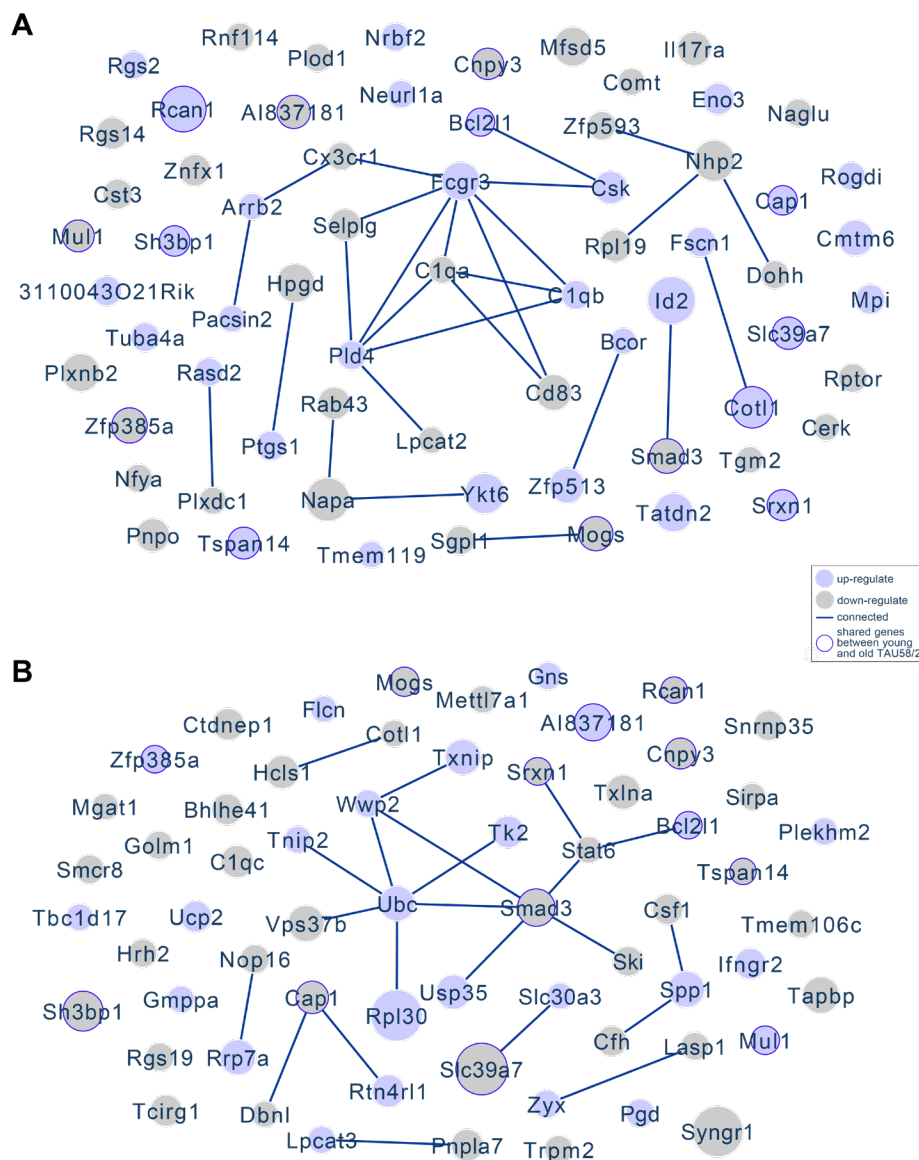 A
Rnf114
Nrbf2
Rgs2
Plod1
Cnpy3
Mfsd5
Il17ra
Comt
Rcan1
AI837181
Neurl1a
Eno3
Naglu
Rgs14
Bcl2l1
Zfp593
Cx3cr1
Nhp2
Znfx1
Fcgr3
Csk
Rogdi
Cst3
Cap1
Arrb2
Selplg
Mul1
Sh3bp1
Rpl19
Fscn1
Cmtm6
C1qa
Dohh
3110043O21Rik
Hpgd
C1qb
Id2
Mpi
Pacsin2
Tuba4a
Slc39a7
Pld4
Bcor
Plxnb2
Rasd2
Rptor
Cd83
Rab43
Cotl1
Zfp385a
Cerk
Ptgs1
Lpcat2
Smad3
Tgm2
Nfya
Zfp513
Plxdc1
Napa
Ykt6
Srxn1
Tatdn2
Pnpo
Tspan14
Sgpl1
Mogs
Tmem119
up-regulate
down-regulate
connected
shared genes
between young
and old TAU58/2
B
Gns
Mogs
Rcan1
Mettl7a1
Flcn
Ctdnep1
AI837181
Snrnp35
Cotl1
Zfp385a
Txnip
Cnpy3
Hcls1
Srxn1
Txlna
Sirpa
Mgat1
Bhlhe41
Wwp2
Tk2
Bcl2l1
Plekhm2
Golm1
Tnip2
Stat6
Smcr8
C1qc
Tspan14
Ubc
Smad3
Csf1
Tbc1d17
Ucp2
Vps37b
Tmem106c
Hrh2
Nop16
Ski
Ifngr2
Gmppa
Cap1
Usp35
Slc30a3
Spp1
Tapbp
Sh3bp1
Rpl30
Cfh
Lasp1
Mul1
Rgs19
Rrp7a
Slc39a7
Rtn4rl1
Zyx
Pgd
Tcirg1
Dbnl
Syngr1
Lpcat3
Pnpla7
Trpm2